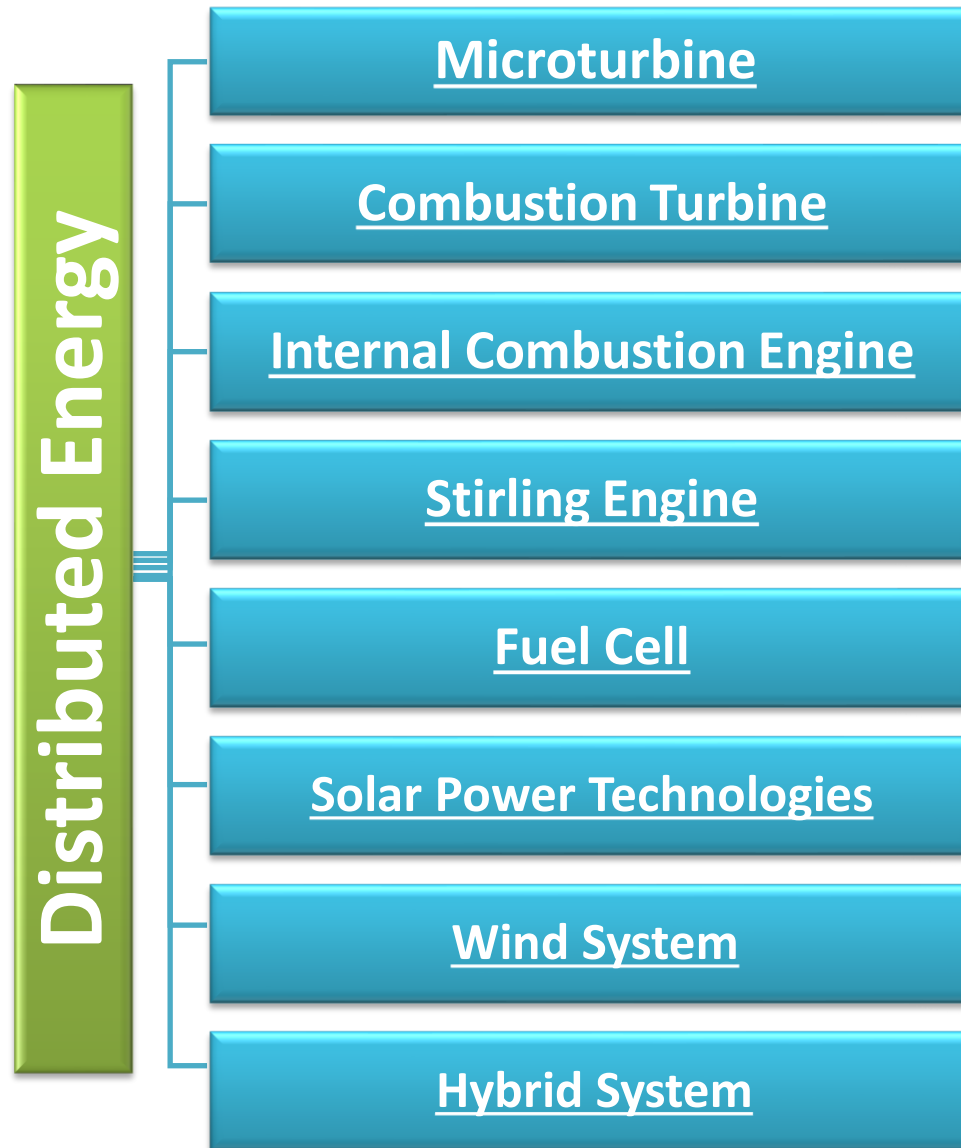 Distributed Energy
Microturbine
Combustion Turbine
Internal Combustion Engine
Stirling Engine
Fuel Cell
Solar Power Technologies
Wind System
Hybrid System